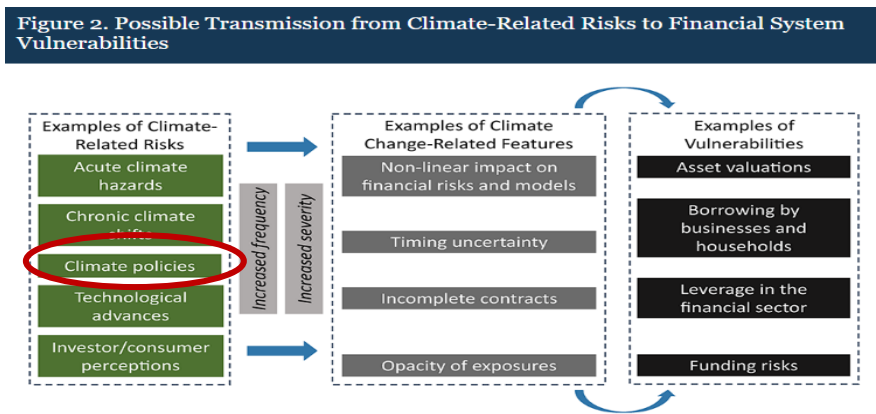 Figure 2. Possible Transmission from Climate-Related Risks to Financial System
Vulnerabilities
Examples of Climate-
Related Risks
Acute climate
hazards
Chronic climate
shifts
Climate policies
Technological
advances
Investor/consumer
perceptions
Increased frequency
Increased severity
Examples of Climate
Change-Related Features
Non-linear impact on
financial risks and models
Timing uncertainty
Incomplete contracts
Opacity of exposures
Examples of
Vulnerabilities
Asset valuations
Borrowing by
businesses and
households
Leverage in the
financial sector
Funding risks